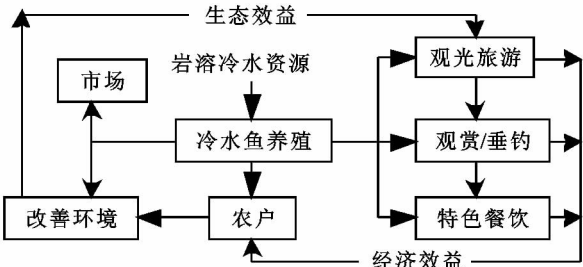 生态效益
观光旅游
岩溶冷水资源
市场
冷水鱼养殖
观赏/垂钓
改善环境
农户
特色餐饮
经济效益